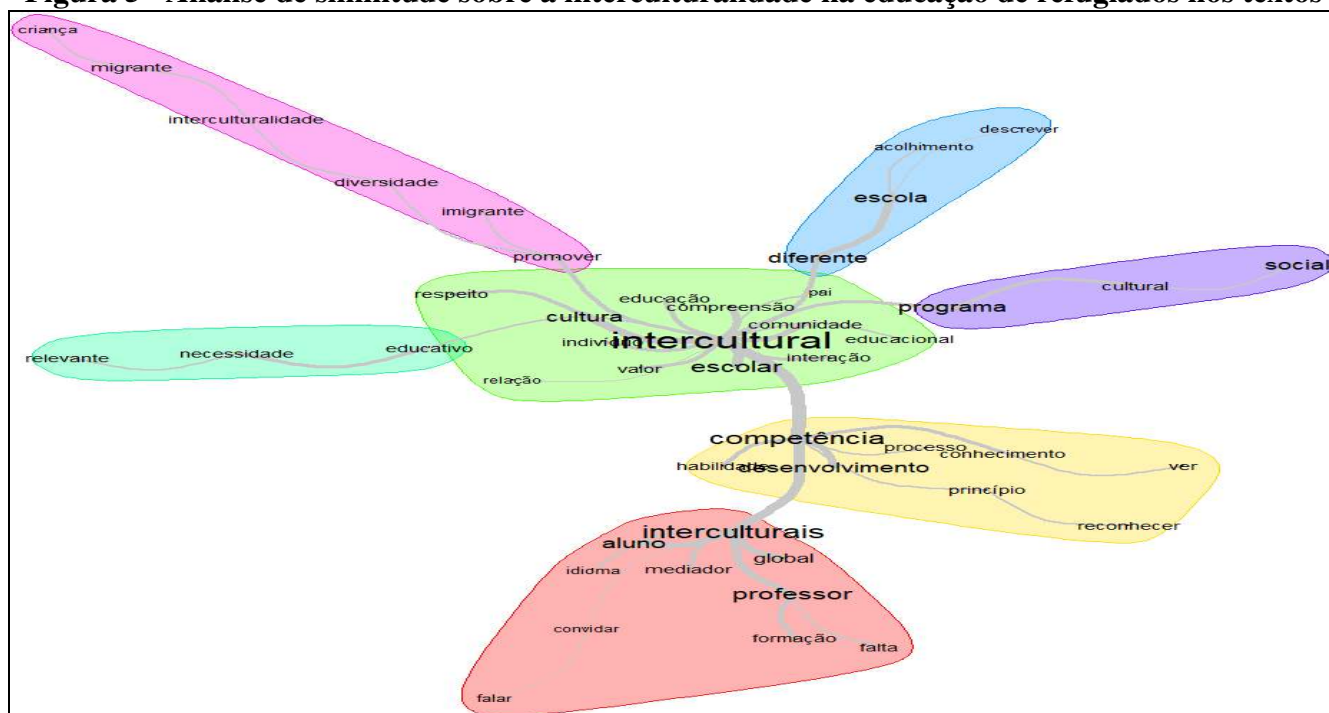 Figura 3 - Análise de similitude sobre a interculturalidade na educação de refugiados nos textos
criança
migrante
interculturalidade
diversidade
imigrante
promover
descrever
acolhimento
escola
diferente
social
cultural
programa
respeito
educação
compreensão
pai
cultura
comunidade
indivíduo
intercultural
educacional
valor
escolar
interação
relação
educativo
necessidade
relevante
competência
processo
conhecimento
habilidade
desenvolvimento
ver
princípio
reconhecer
interculturais
aluno
global
idioma
mediador
professor
convidar
formação
falta
falar